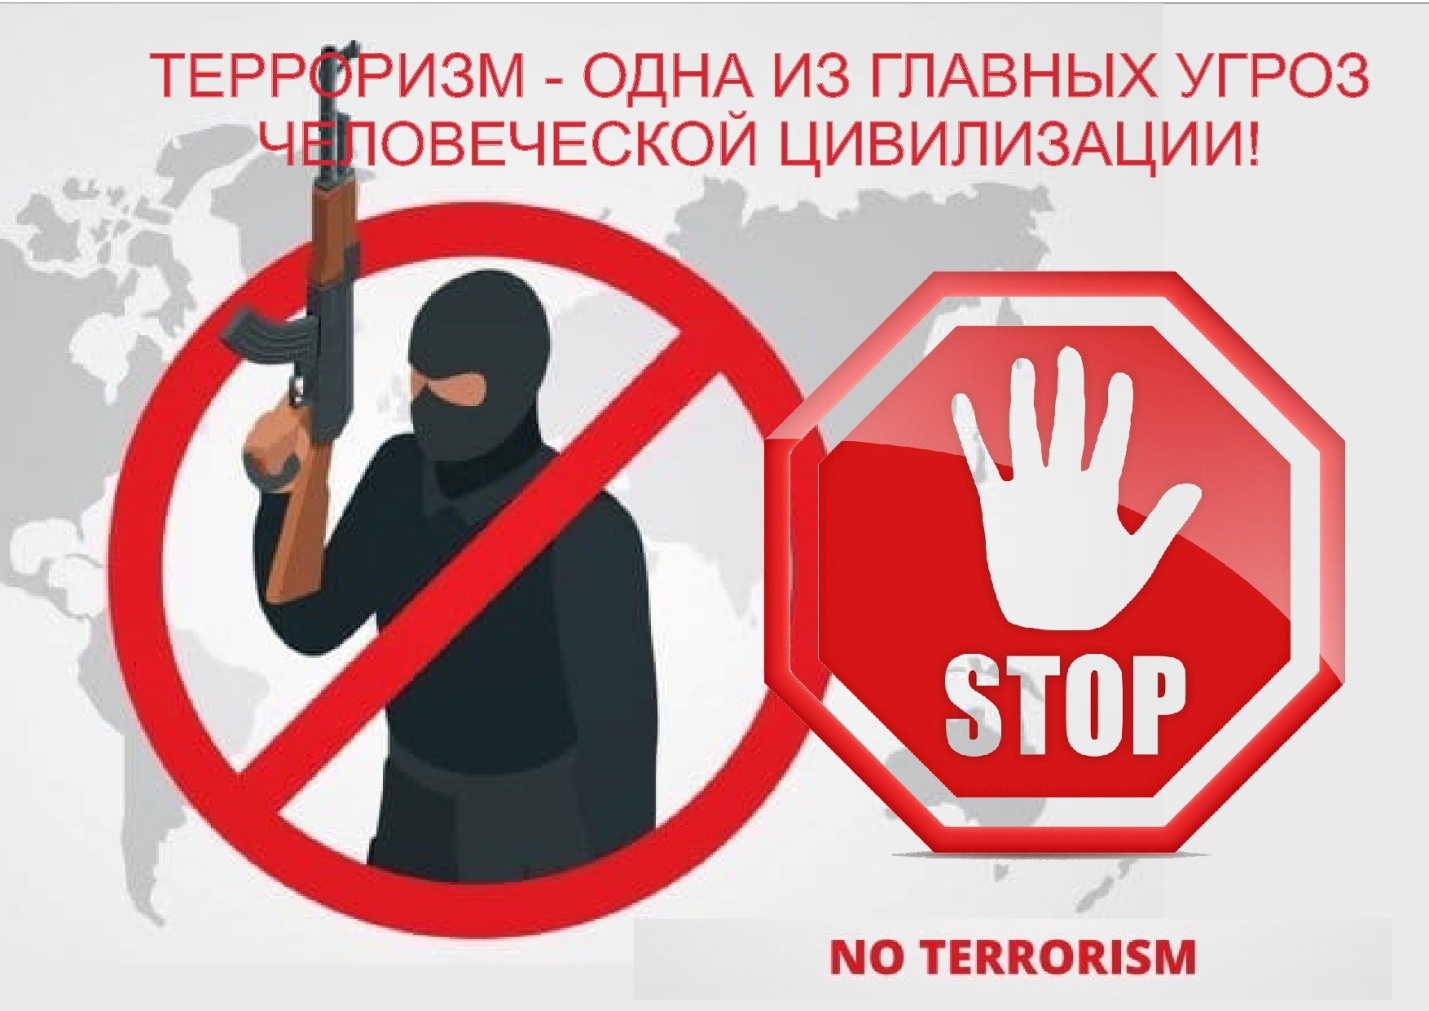 ТЕРРОРИЗМ - ОДНА ИЗ ГЛАВНЫХ УГРОЗ
ЧЕЛОВЕЧЕСКОЙ ЦИВИЛИЗАЦИИ!
STOP
NO TERRORISM